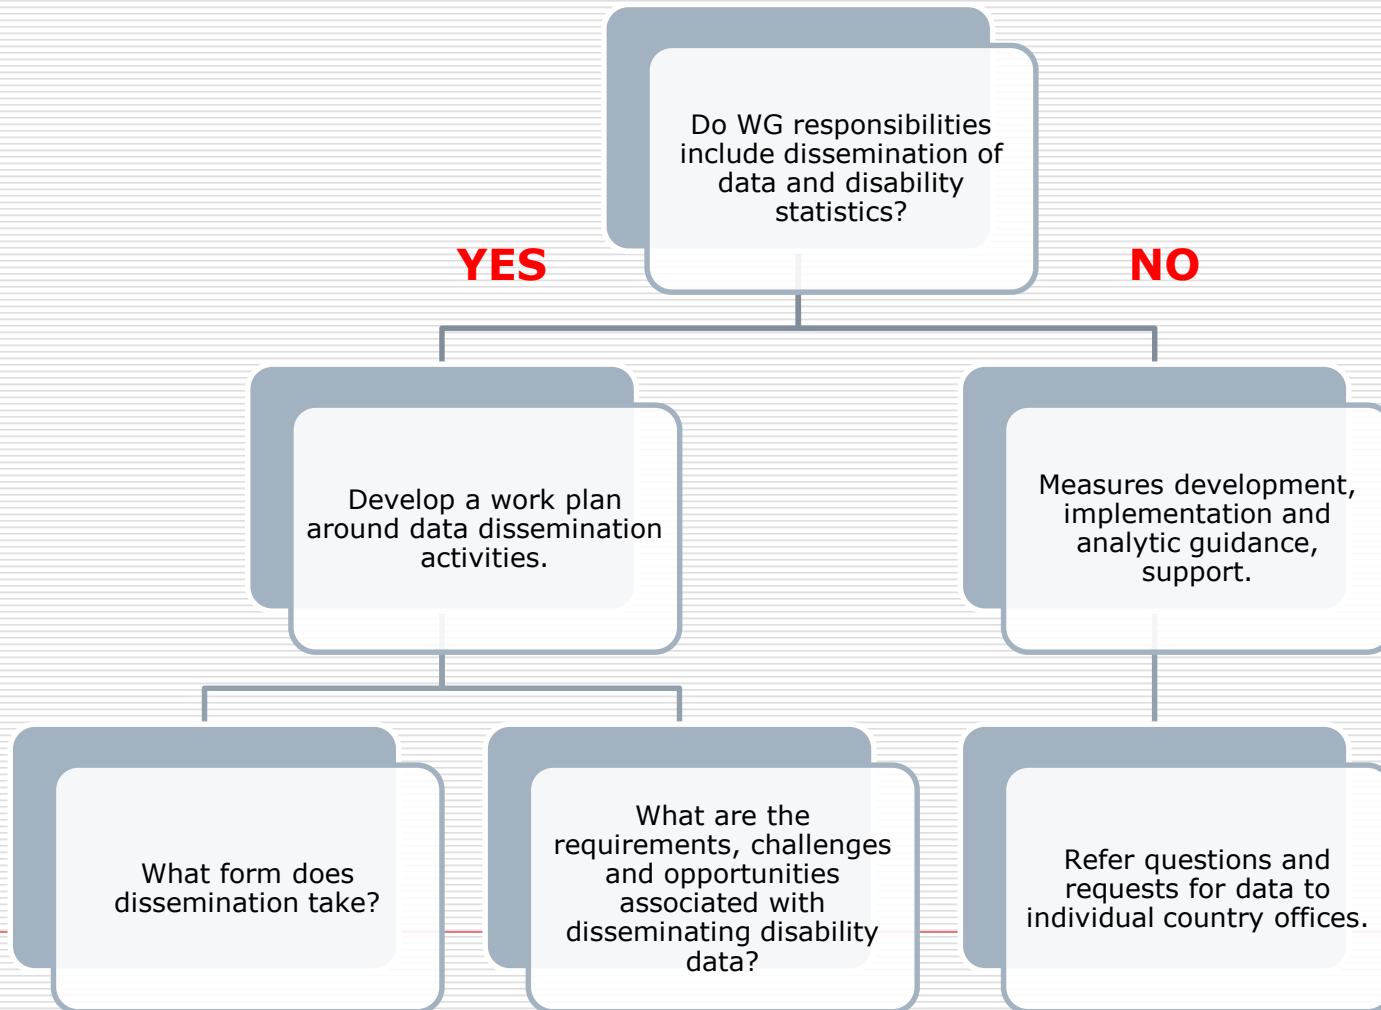 Do WG responsibilities
include dissemination of
data and disability
statistics?
YES
NO
Develop a work plan
around data dissemination
activities.
Measures development,
implementation and
analytic guidance,
support.
What form does
dissemination take?
What are the
requirements, challenges
and opportunities
associated with
disseminating disability
data?
Refer questions and
requests for data to
individual country offices.